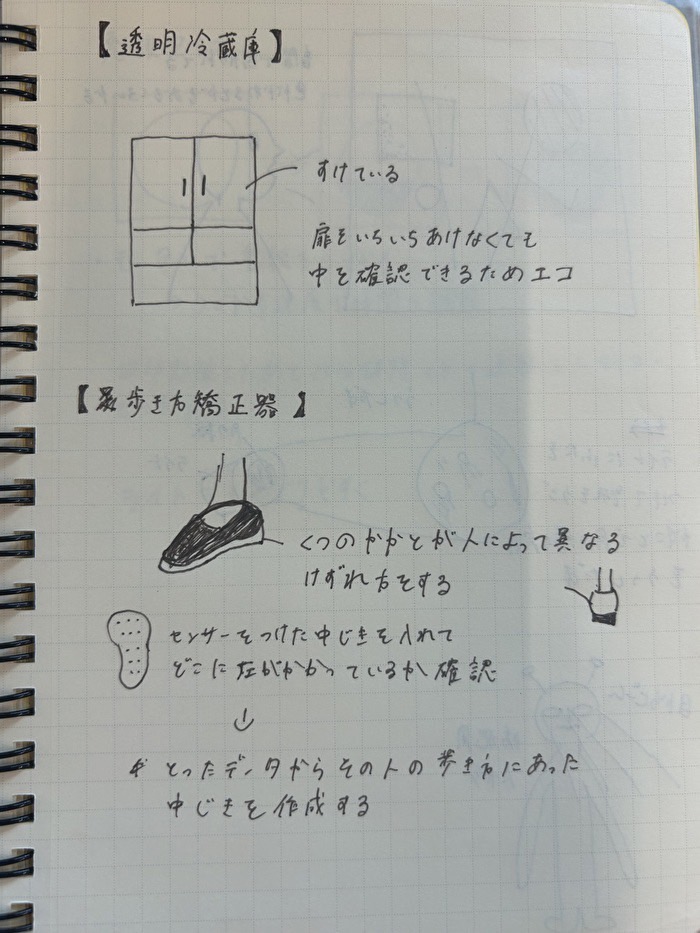 【透明冷蔵庫】
すけている
扉をいちいちあけなくても
中を確認できるためエコ
【歩き方矯正器】
くつのかかとが人によって異なる
けずれ方をする
センサーをつけた中じきを入れて
どこに圧がかかっているか確認
↓
とったデータからその人の歩き方にあった
中じきを作成する